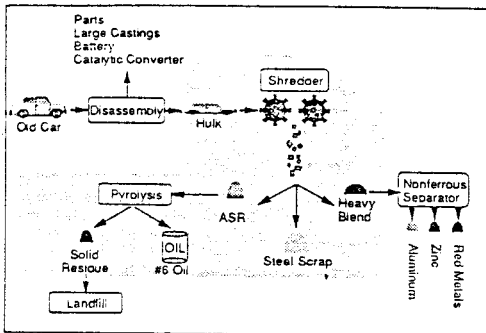 Parts
Large Castings
Battery
Catalytic Converter
Shredder
Old Car
Disassembly
Hulk
Pyrolysis
ASR
Heavy
Blend
Nonferrous
Separator
Solid
Residue
OIL
#6 Oil
Steel Scrap
Aluminum
Zinc
Red Metals
Landfill